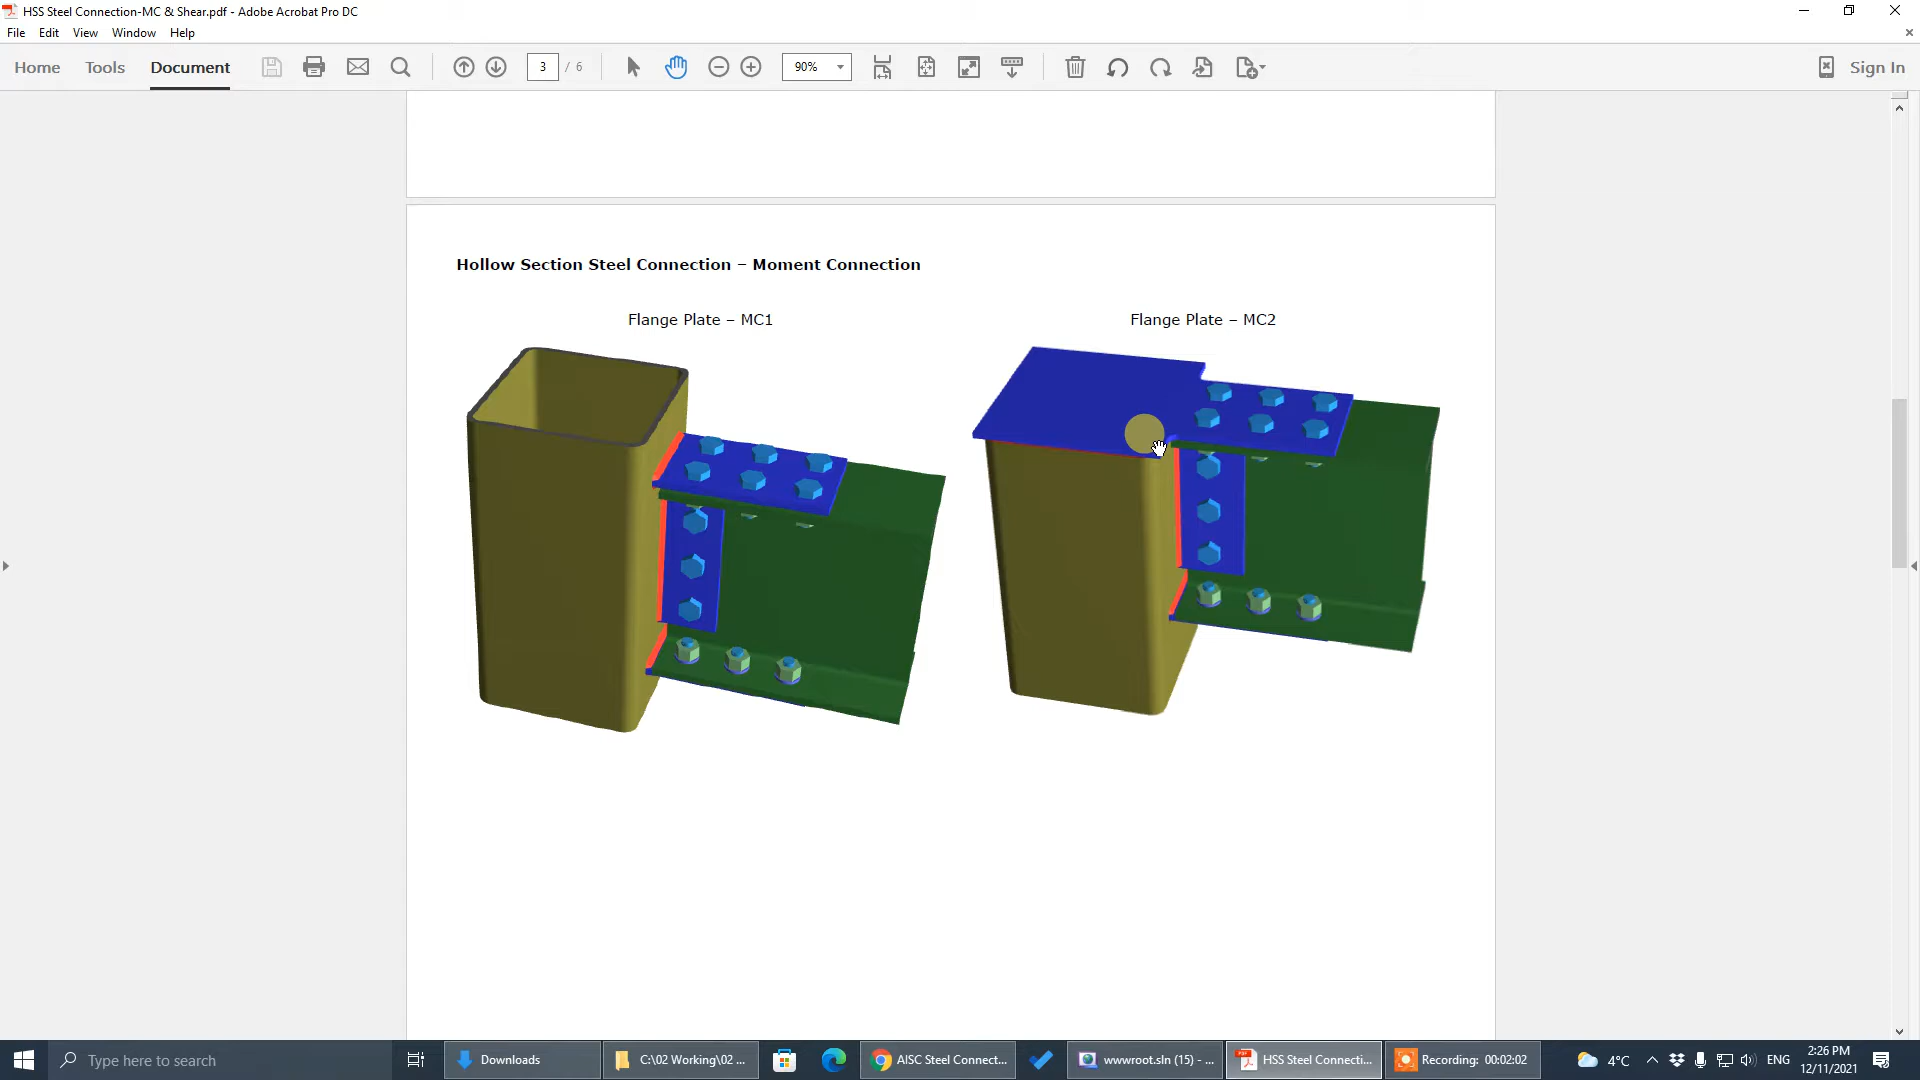 HSS Steel Connection-MC & Shear.pdf - Adobe Acrobat Pro DC
File Edit View Window Help
Home Tools Document 3 / 6 90% Sign In
Hollow Section Steel Connection – Moment Connection
Flange Plate – MC1 Flange Plate – MC2
Type here to search Downloads C:\02 Working\02 ... AISC Steel Connect... wwwroot.sln (15) - ... HSS Steel Connecti... Recording: 00:02:02 4°C ENG 2:26 PM
12/11/2021